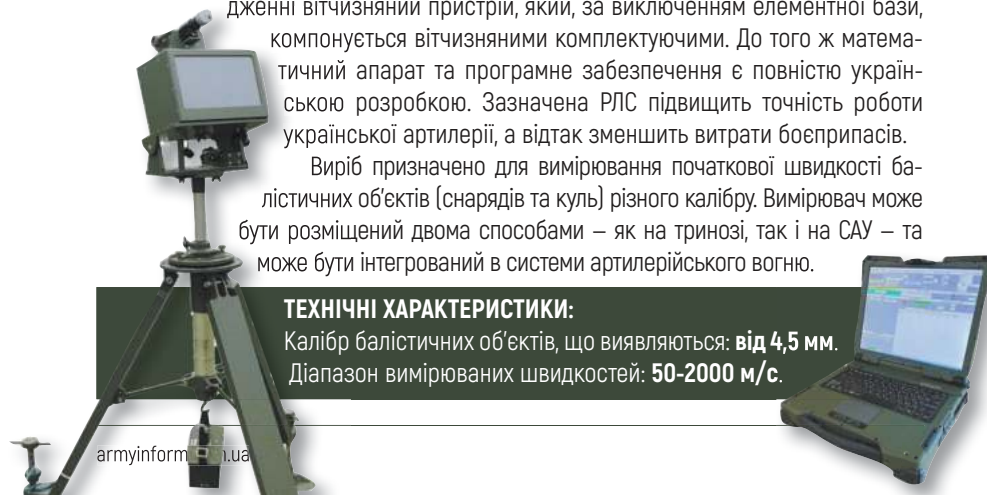 дженні вітчизняний пристрій, який, за виключенням елементної бази,
компонується вітчизняними комплектуючими. До того ж матема-
тичний апарат та програмне забезпечення є повністю україн-
ською розробкою. Зазначена РЛС підвищить точність роботи
української артилерії, а відтак зменшить витрати боєприпасів.
Виріб призначено для вимірювання початкової швидкості ба-
лістичних об’єктів (снарядів та куль) різного калібру. Вимірювач може
бути розміщений двома способами – як на тринозі, так і на САУ – та
може бути інтегрований в системи артилерійського вогню.
ТЕХНІЧНІ ХАРАКТЕРИСТИКИ:
Калібр балістичних об’єктів, що виявляються: від 4,5 мм.
Діапазон вимірюваних швидкостей: 50-2000 м/с.